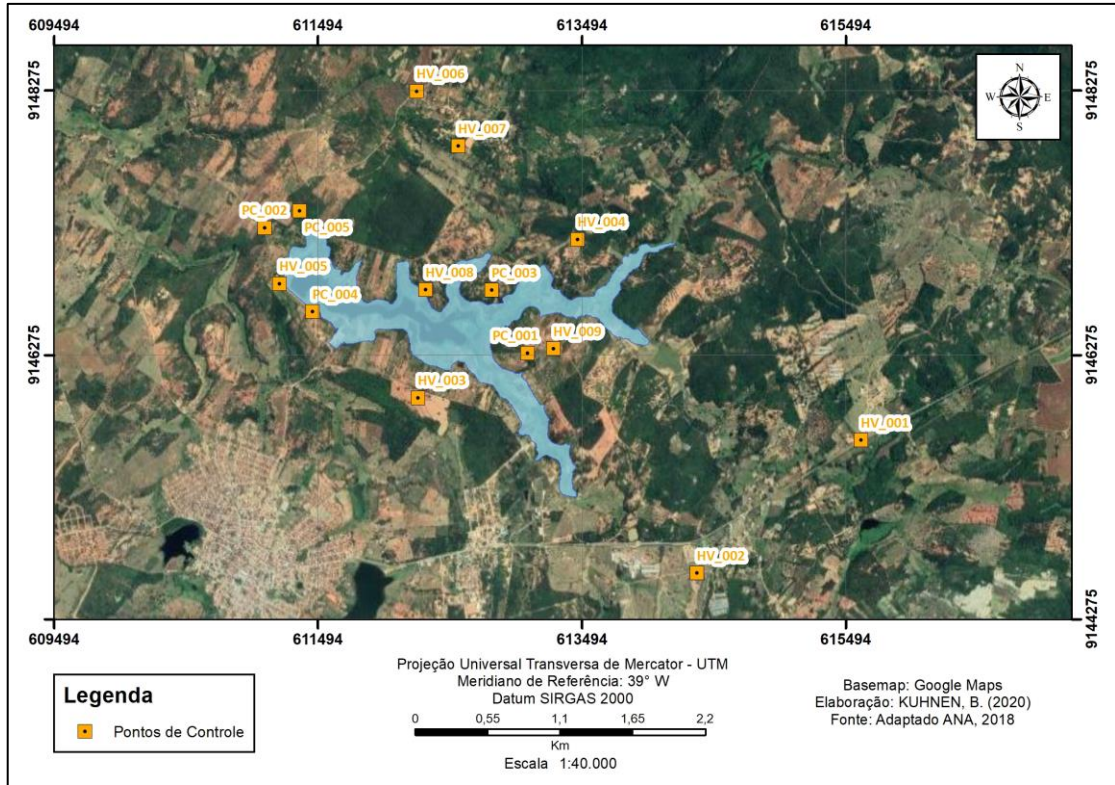 609494 611494 613494 615494
N
W E
S
9148275 9148275
HV_006
HV_007
PC_002
PC_005
HV_004
HV_005
HV_008 PC_003
PC_004
PC_001 HV_009
9146275 9146275
HV_003
HV_001
HV_002
9144275 9144275
609494 611494 613494 615494
Legenda
Pontos de Controle
Projeção Universal Transversa de Mercator - UTM
Meridiano de Referência: 39° W
Datum SIRGAS 2000
0 0,55 1,1 1,65 2,2
Km
Escala 1:40.000
Basemap: Google Maps
Elaboração: KUHNEN, B. (2020)
Fonte: Adaptado ANA, 2018